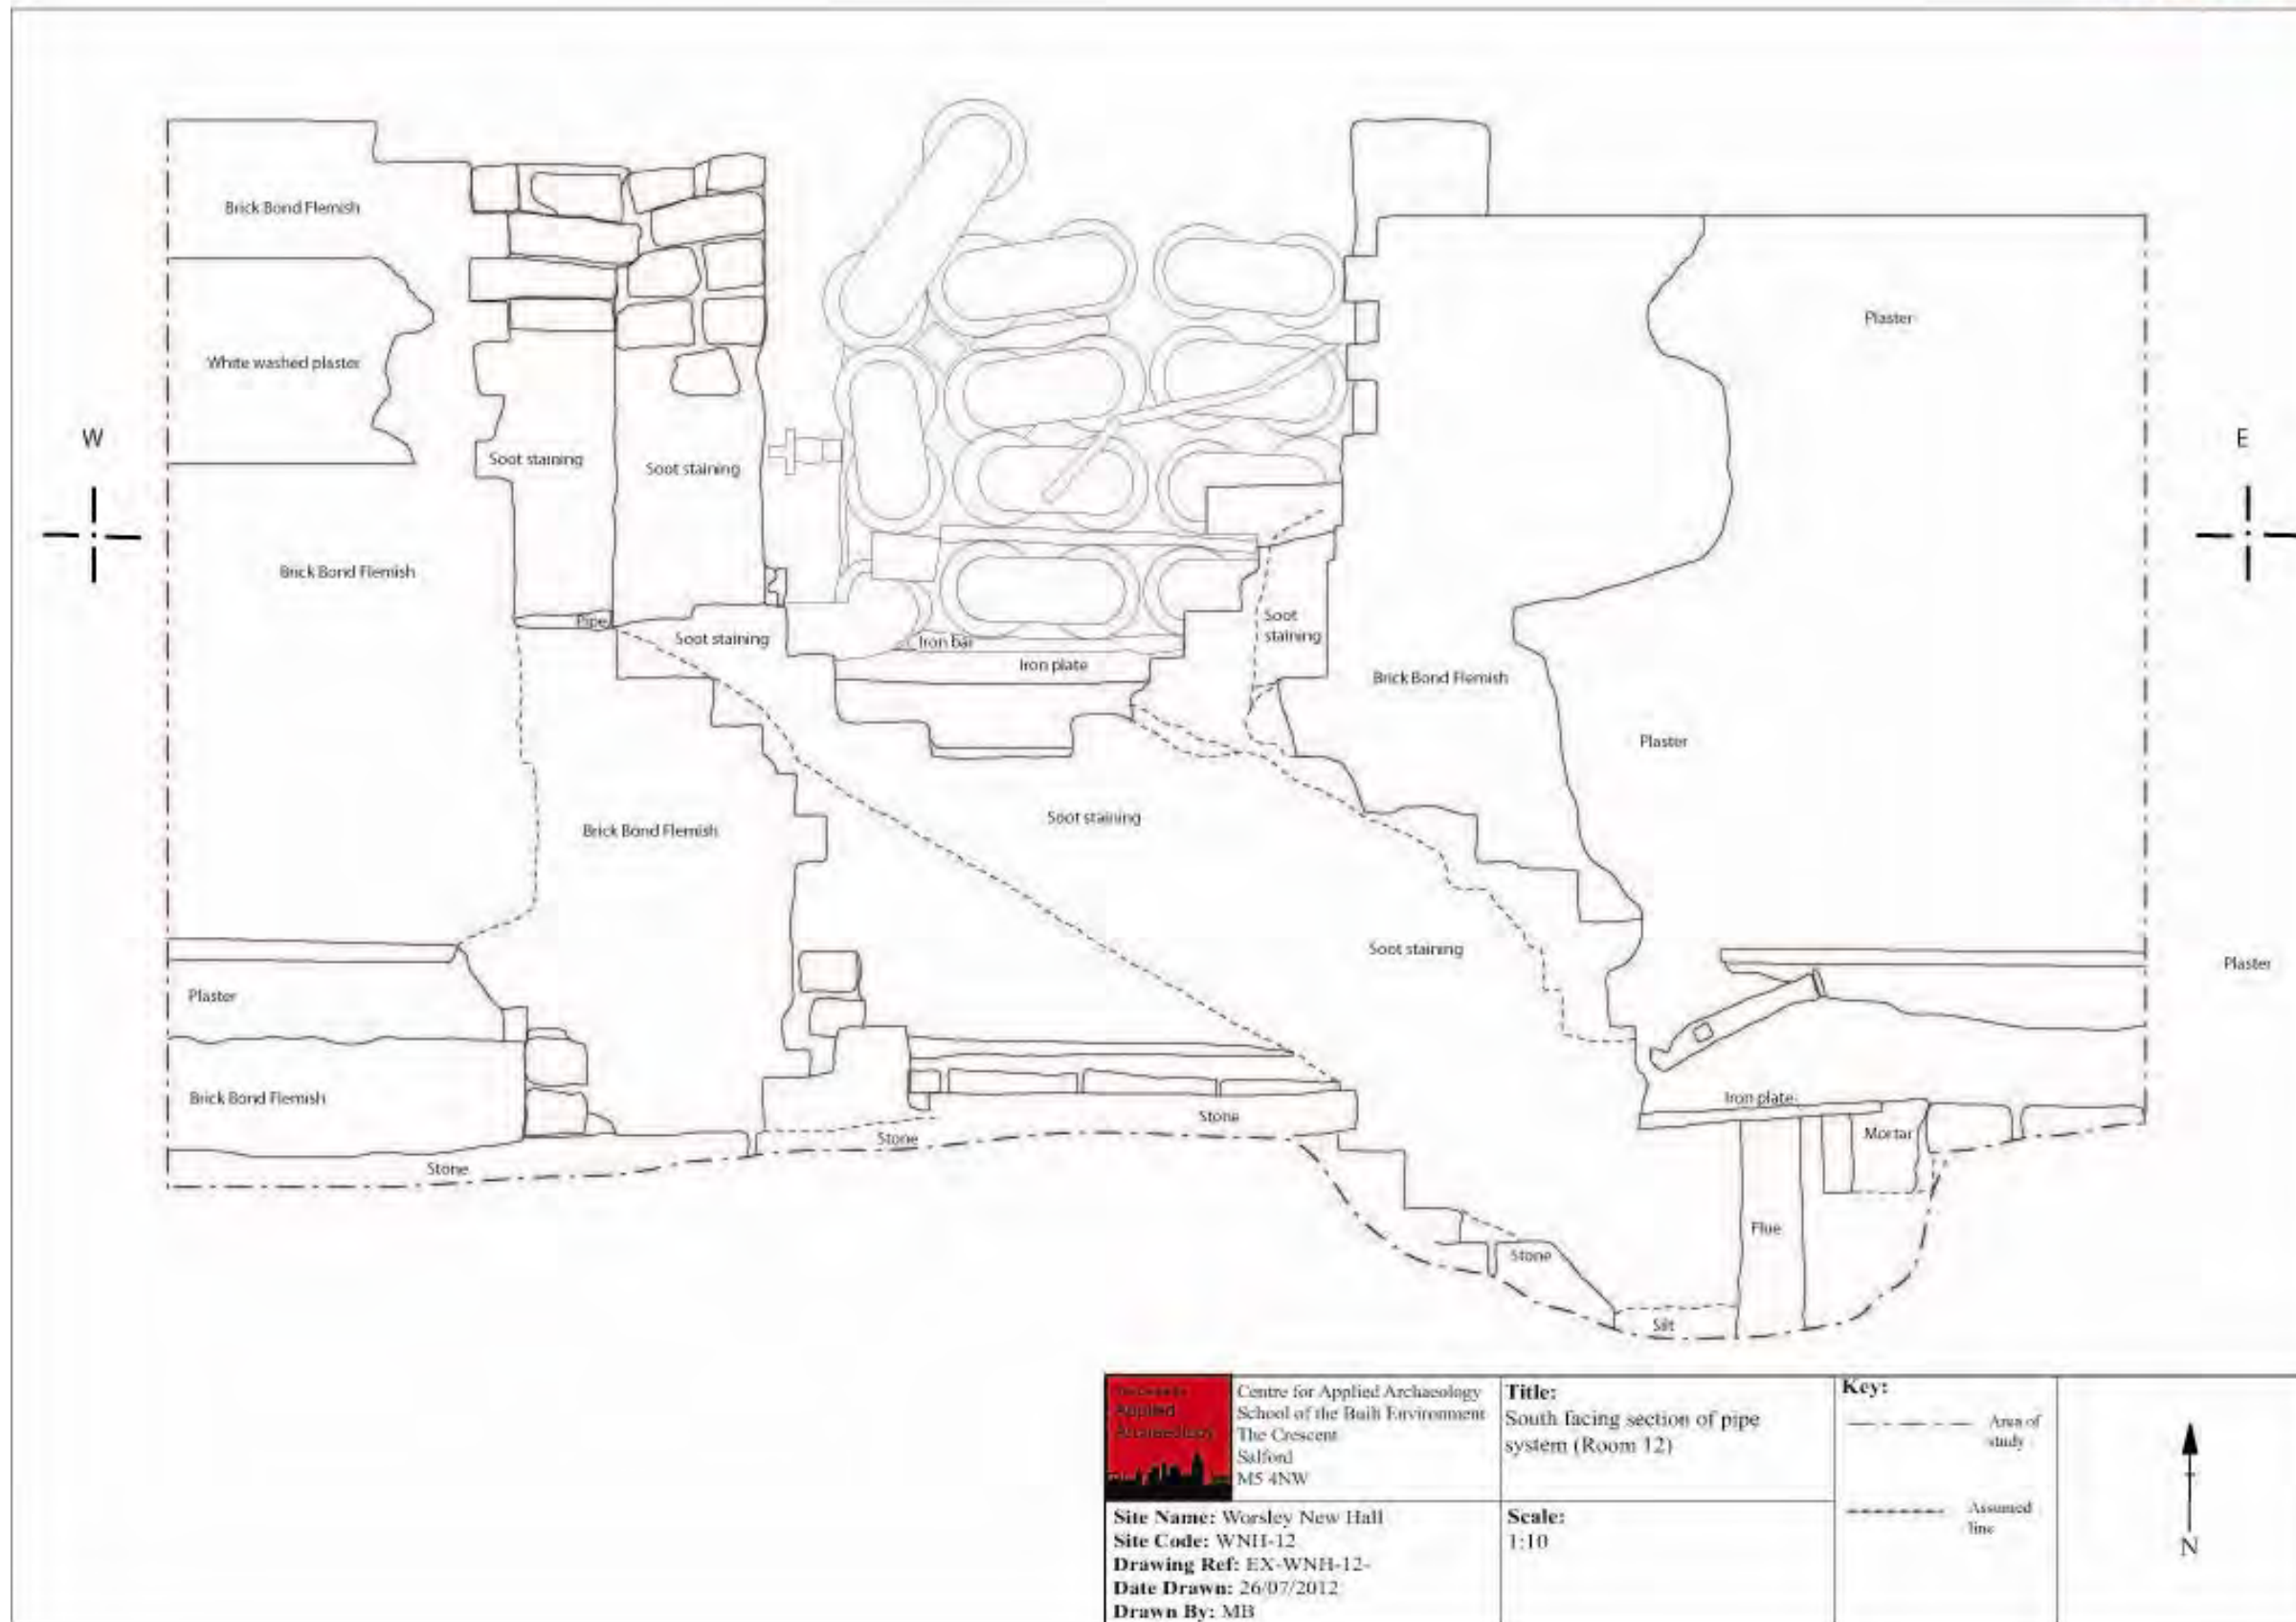 Brick Bond Flemish
White washed plaster
W
E
Plaster
Soot staining
Soot staining
Brick Bond Flemish
Pipe
Soot staining
Iron bar
Iron plate
Soot
staining
Brick Bond Flemish
Plaster
Brick Bond Flemish
Soot staining
Soot staining
Plaster
Plaster
Brick Bond Flemish
Iron plate
Stone
Stone
Mortar
Stone
Flue
Stone
Silt
Applied
Archaeology
Centre for Applied Archaeology
School of the Built Environment
The Crescent
Salford
M5 4NW
Title:
South facing section of pipe
system (Room 12)
Key:
Area of
study
Assumed
line
N
Site Name: Worsley New Hall
Site Code: WNH-12
Drawing Ref: EX-WNH-12-
Date Drawn: 26/07/2012
Drawn By: MB
Scale:
1:10